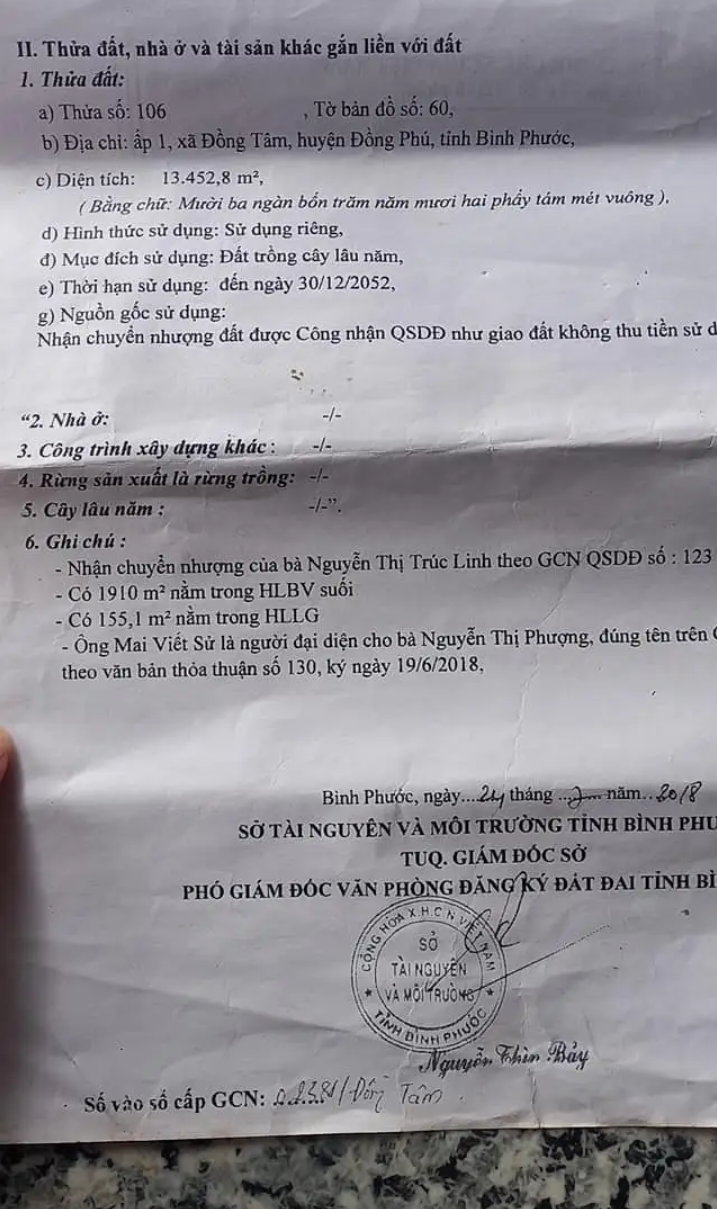 II. Thửa đất, nhà ở và tài sản khác gắn liền với đất
1. Thửa đất:
a) Thửa số: 106 , Tờ bản đồ số: 60,
b) Địa chỉ: ấp 1, xã Đồng Tâm, huyện Đồng Phú, tỉnh Bình Phước,
c) Diện tích: 13.452,8 m²,
( Bằng chữ: Mười ba ngàn bốn trăm năm mươi hai phẩy tám mét vuông ),
d) Hình thức sử dụng: Sử dụng riêng,
đ) Mục đích sử dụng: Đất trồng cây lâu năm,
e) Thời hạn sử dụng: đến ngày 30/12/2052,
g) Nguồn gốc sử dụng:
Nhận chuyển nhượng đất được Công nhận QSDĐ như giao đất không thu tiền sử d
“2. Nhà ở: -/-
3. Công trình xây dựng khác : -/-
4. Rừng sản xuất là rừng trồng: -/-
5. Cây lâu năm : -/-”.
6. Ghi chú :
- Nhận chuyển nhượng của bà Nguyễn Thị Trúc Linh theo GCN QSDĐ số : 123
- Có 1910 m² nằm trong HLBV suối
- Có 155,1 m² nằm trong HLLG
- Ông Mai Viết Sử là người đại diện cho bà Nguyễn Thị Phượng, đúng tên trên
theo văn bản thỏa thuận số 130, ký ngày 19/6/2018,
Bình Phước, ngày....24 tháng ..... năm...2018
SỞ TÀI NGUYÊN VÀ MÔI TRƯỜNG TỈNH BÌNH PHƯ
TUQ. GIÁM ĐỐC SỞ
PHÓ GIÁM ĐỐC VĂN PHÒNG ĐĂNG KÝ ĐẤT ĐAI TỈNH BÌ
CỘNG HÒA X.H.C.N VIỆT NAM
SỞ
TÀI NGUYÊN
VÀ MÔI TRƯỜNG
TỈNH BÌNH PHƯỚC
Nguyễn Thìn Bảy
Số vào sổ cấp GCN: Đồng Tâm